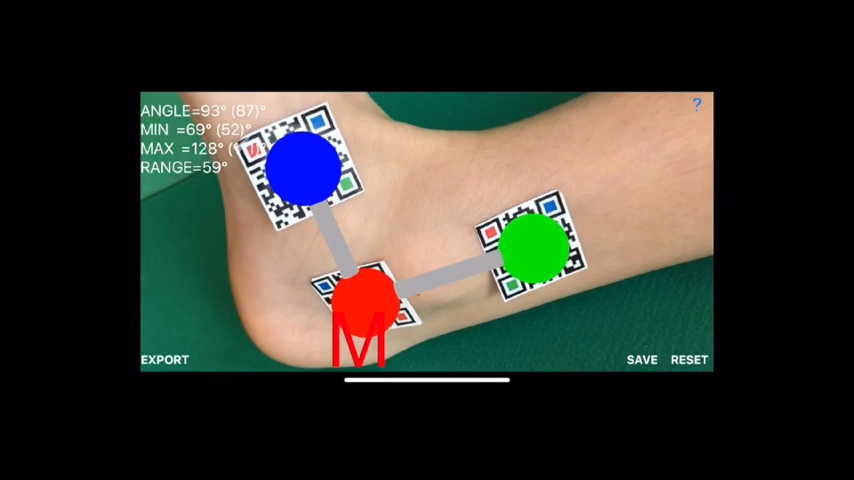 ANGLE=93° (87)°
?
MIN =69° (52)°
MAX =128° (
RANGE=59°
M
EXPORT
SAVE
RESET